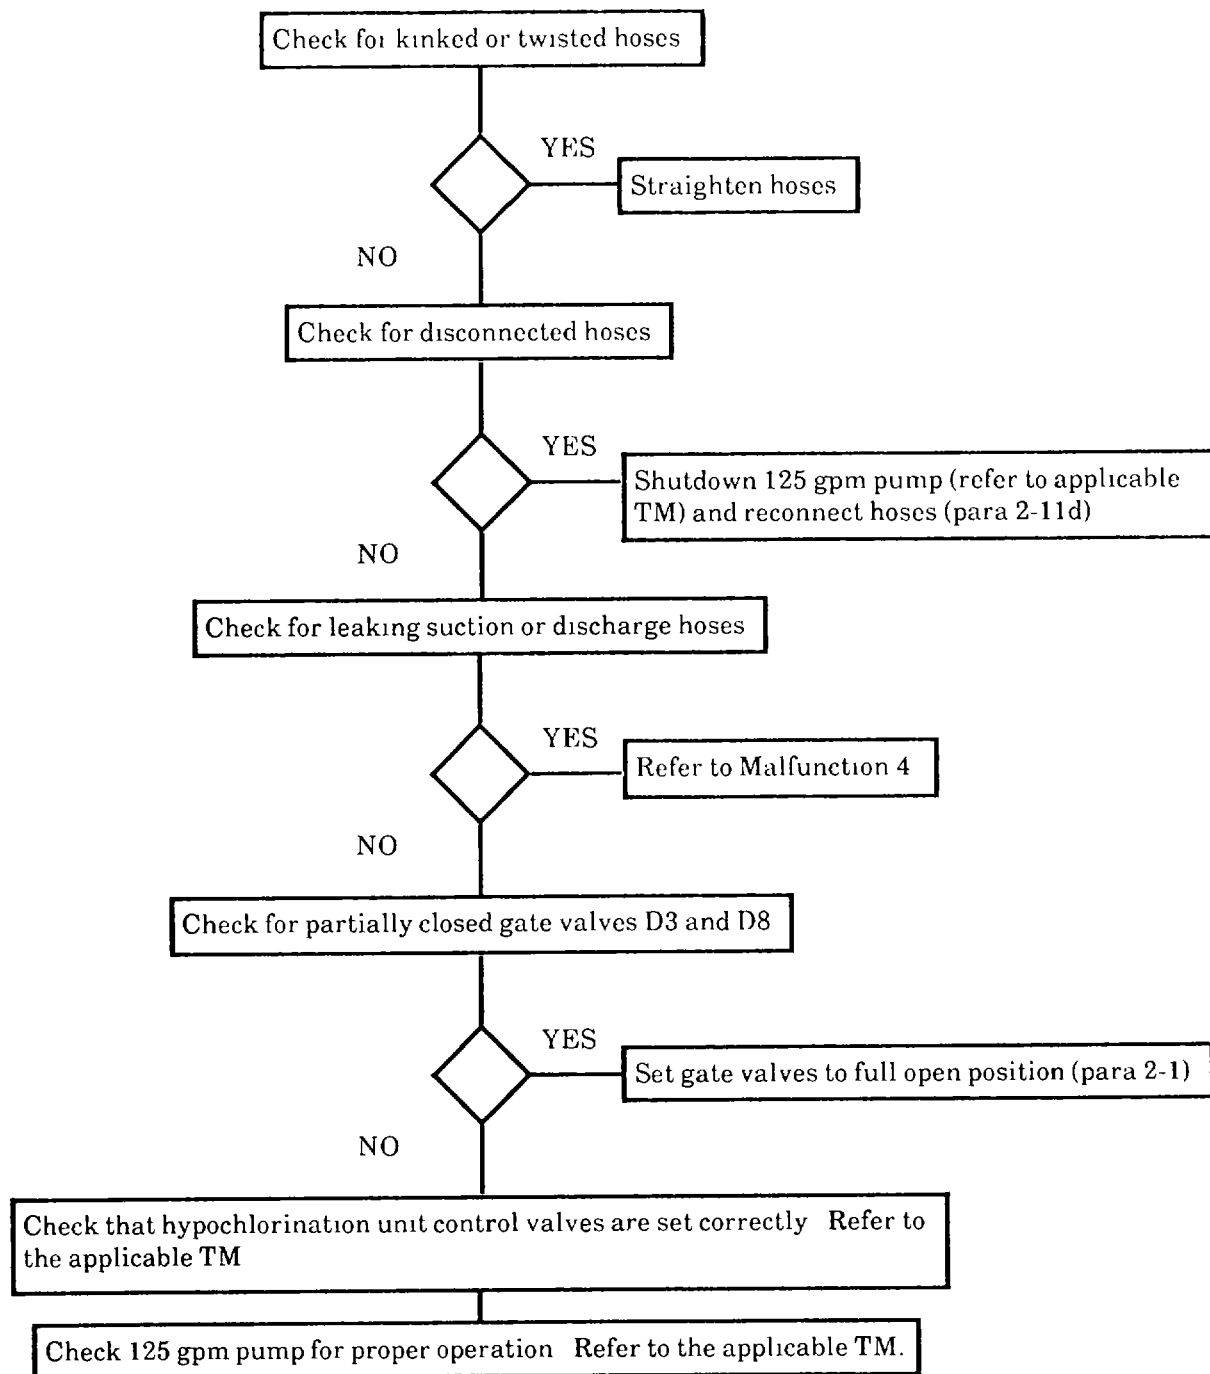 Check for kinked or twisted hoses
YES
Straighten hoses
NO
Check for disconnected hoses
YES
Shutdown 125 gpm pump (refer to applicable
TM) and reconnect hoses (para 2-11d)
NO
Check for leaking suction or discharge hoses
YES
Refer to Malfunction 4
NO
Check for partially closed gate valves D3 and D8
YES
Set gate valves to full open position (para 2-1)
NO
Check that hypochlorination unit control valves are set correctly Refer to
the applicable TM
Check 125 gpm pump for proper operation Refer to the applicable TM.